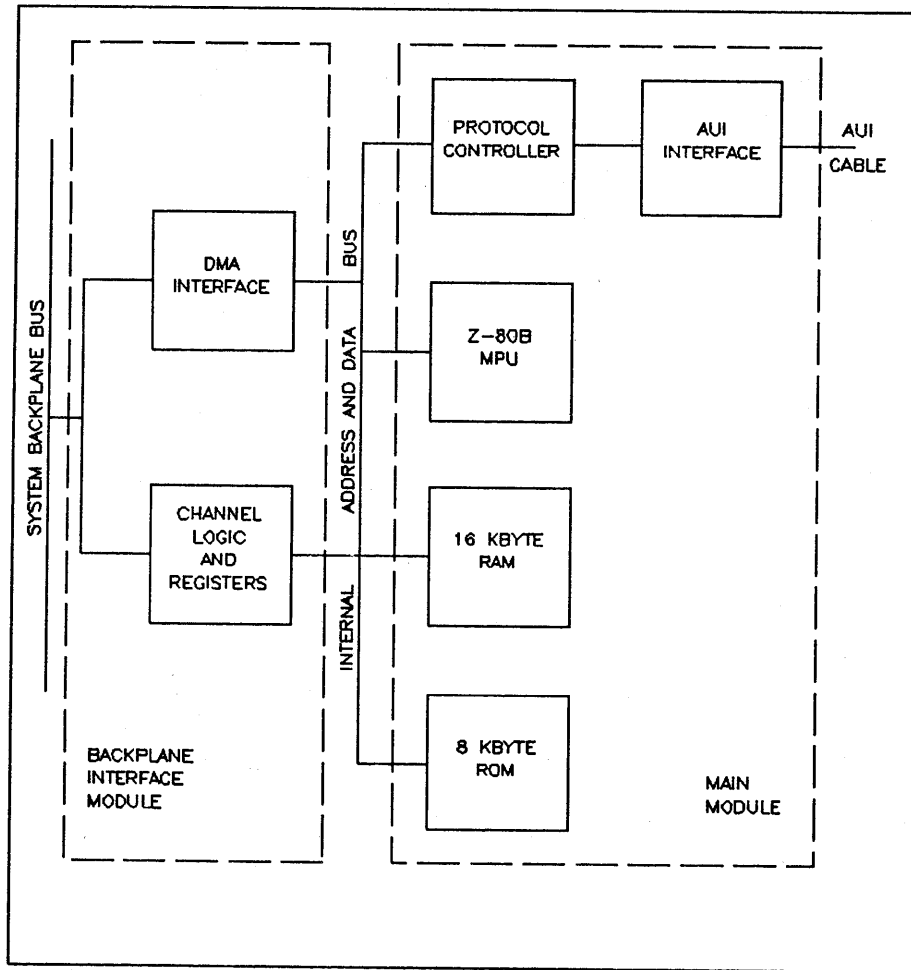 SYSTEM BACKPLANE BUS
DMA
INTERFACE
CHANNEL
LOGIC
AND
REGISTERS
BACKPLANE
INTERFACE
MODULE
INTERNAL ADDRESS AND DATA BUS
PROTOCOL
CONTROLLER
AUI
INTERFACE
AUI
CABLE
Z-80B
MPU
16 KBYTE
RAM
8 KBYTE
ROM
MAIN
MODULE